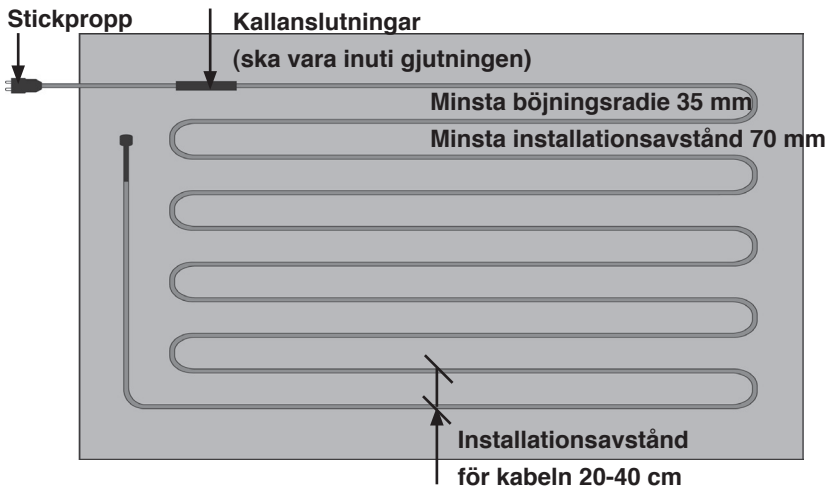 Stickpropp
Kallanslutningar
(ska vara inuti gjutningen)
Minsta böjningsradie 35 mm
Minsta installationsavstånd 70 mm
Installationsavstånd
för kabeln 20-40 cm